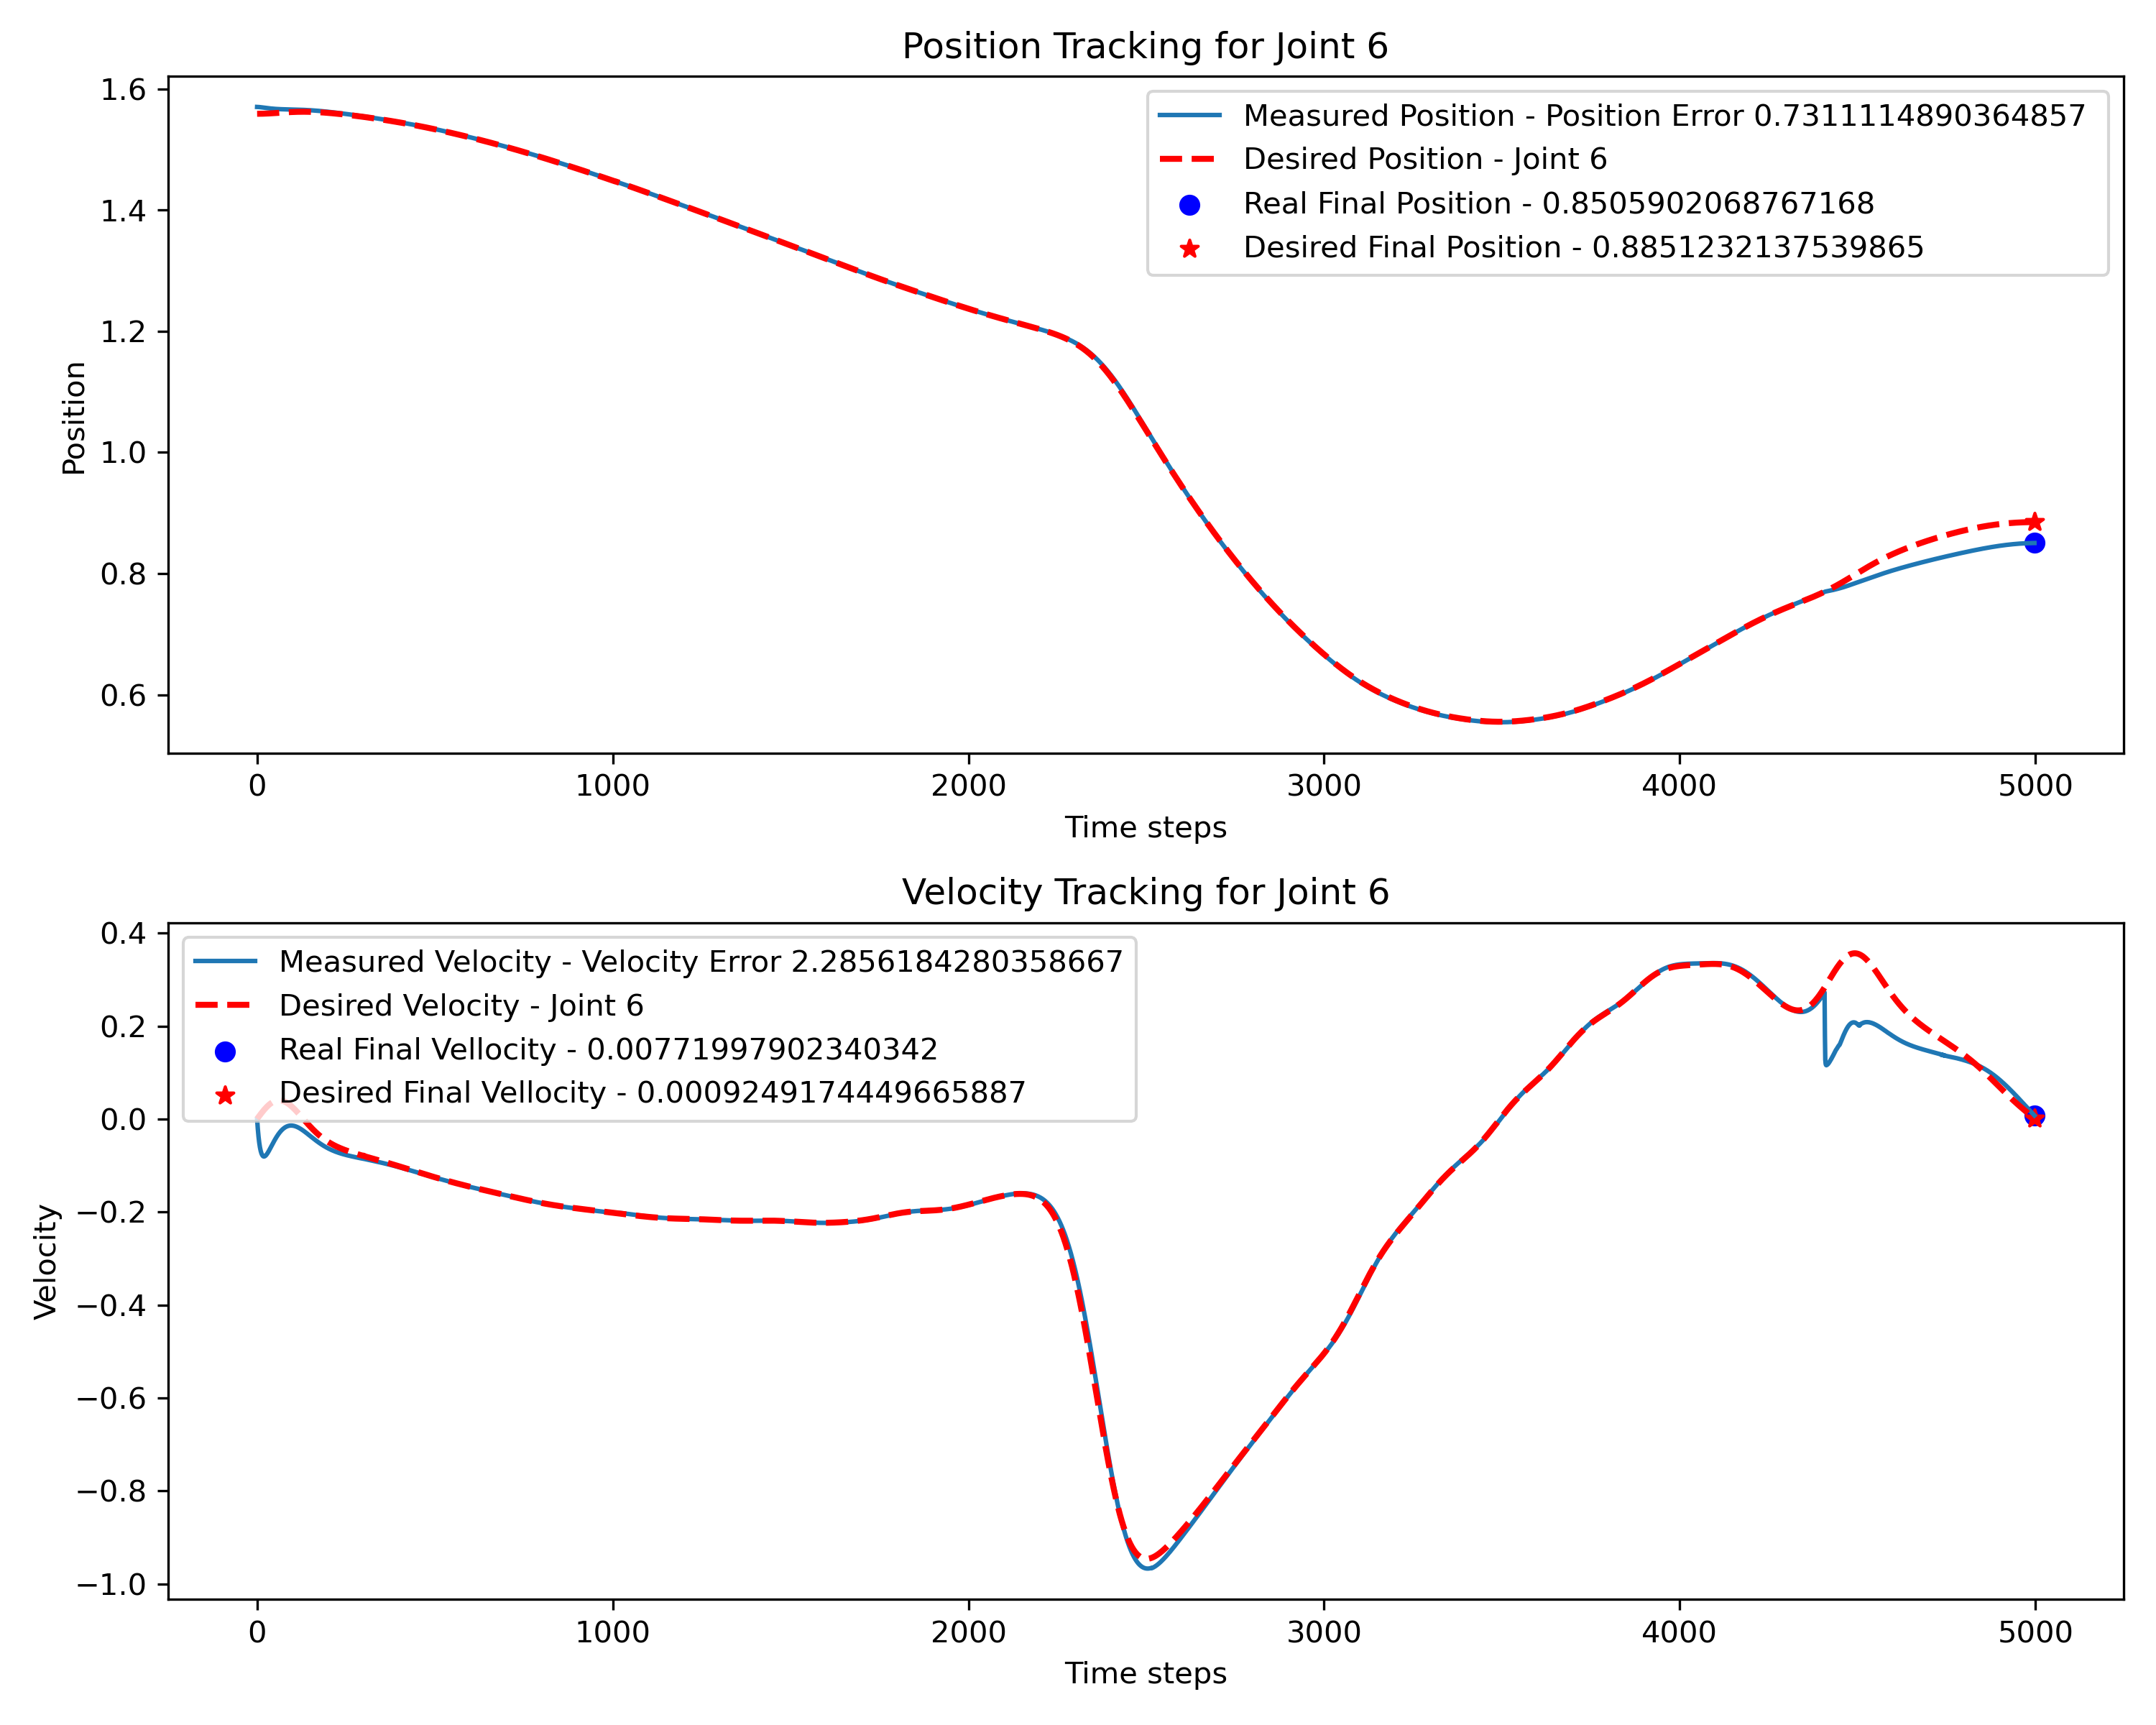 Position Tracking for Joint 6
Measured Position - Position Error 0.7311114890364857
Desired Position - Joint 6
Real Final Position - 0.8505902068767168
Desired Final Position - 0.8851232137539865
1.6
1.4
1.2
1.0
0.8
0.6
Position
0 1000 2000 3000 4000 5000
Time steps
Velocity Tracking for Joint 6
Measured Velocity - Velocity Error 2.2856184280358667
Desired Velocity - Joint 6
Real Final Vellocity - 0.00771997902340342
Desired Final Vellocity - 0.0009249174449665887
0.4
0.2
0.0
−0.2
−0.4
−0.6
−0.8
−1.0
Velocity
0 1000 2000 3000 4000 5000
Time steps